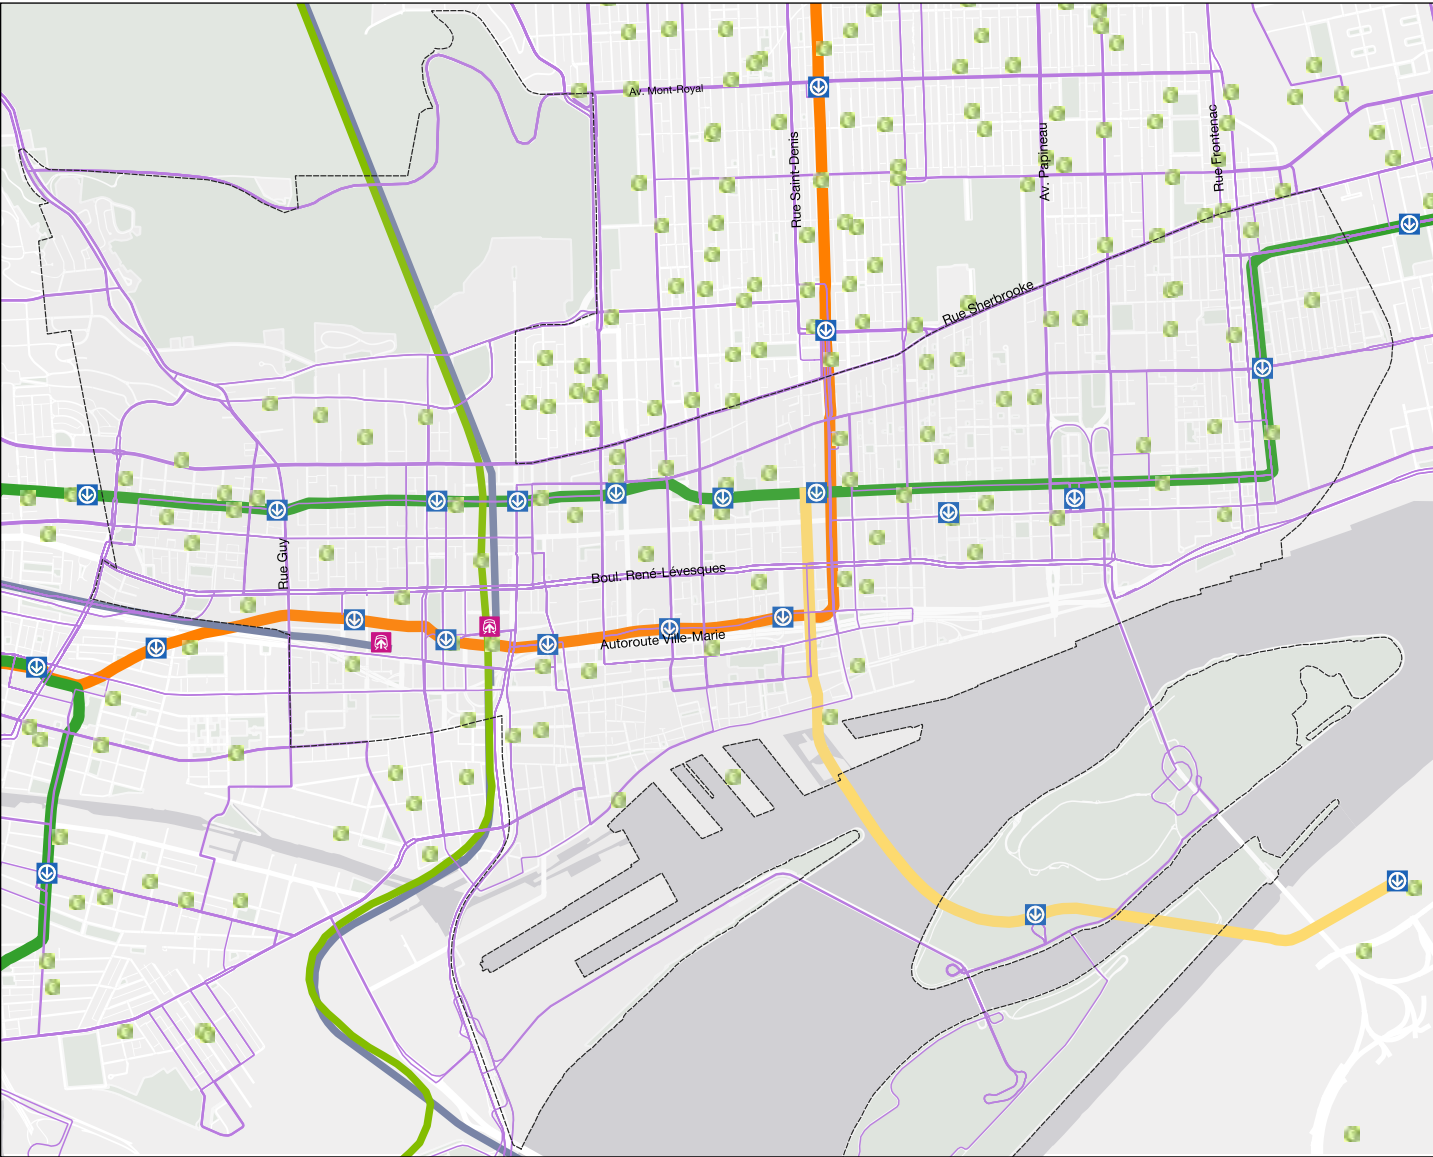 Av. Mont-Royal
Rue Saint-Denis
Av. Papineau
Rue Frontenac
Rue Sherbrooke
Rue Guy
Boul. René-Lévesques
Autoroute Ville-Marie